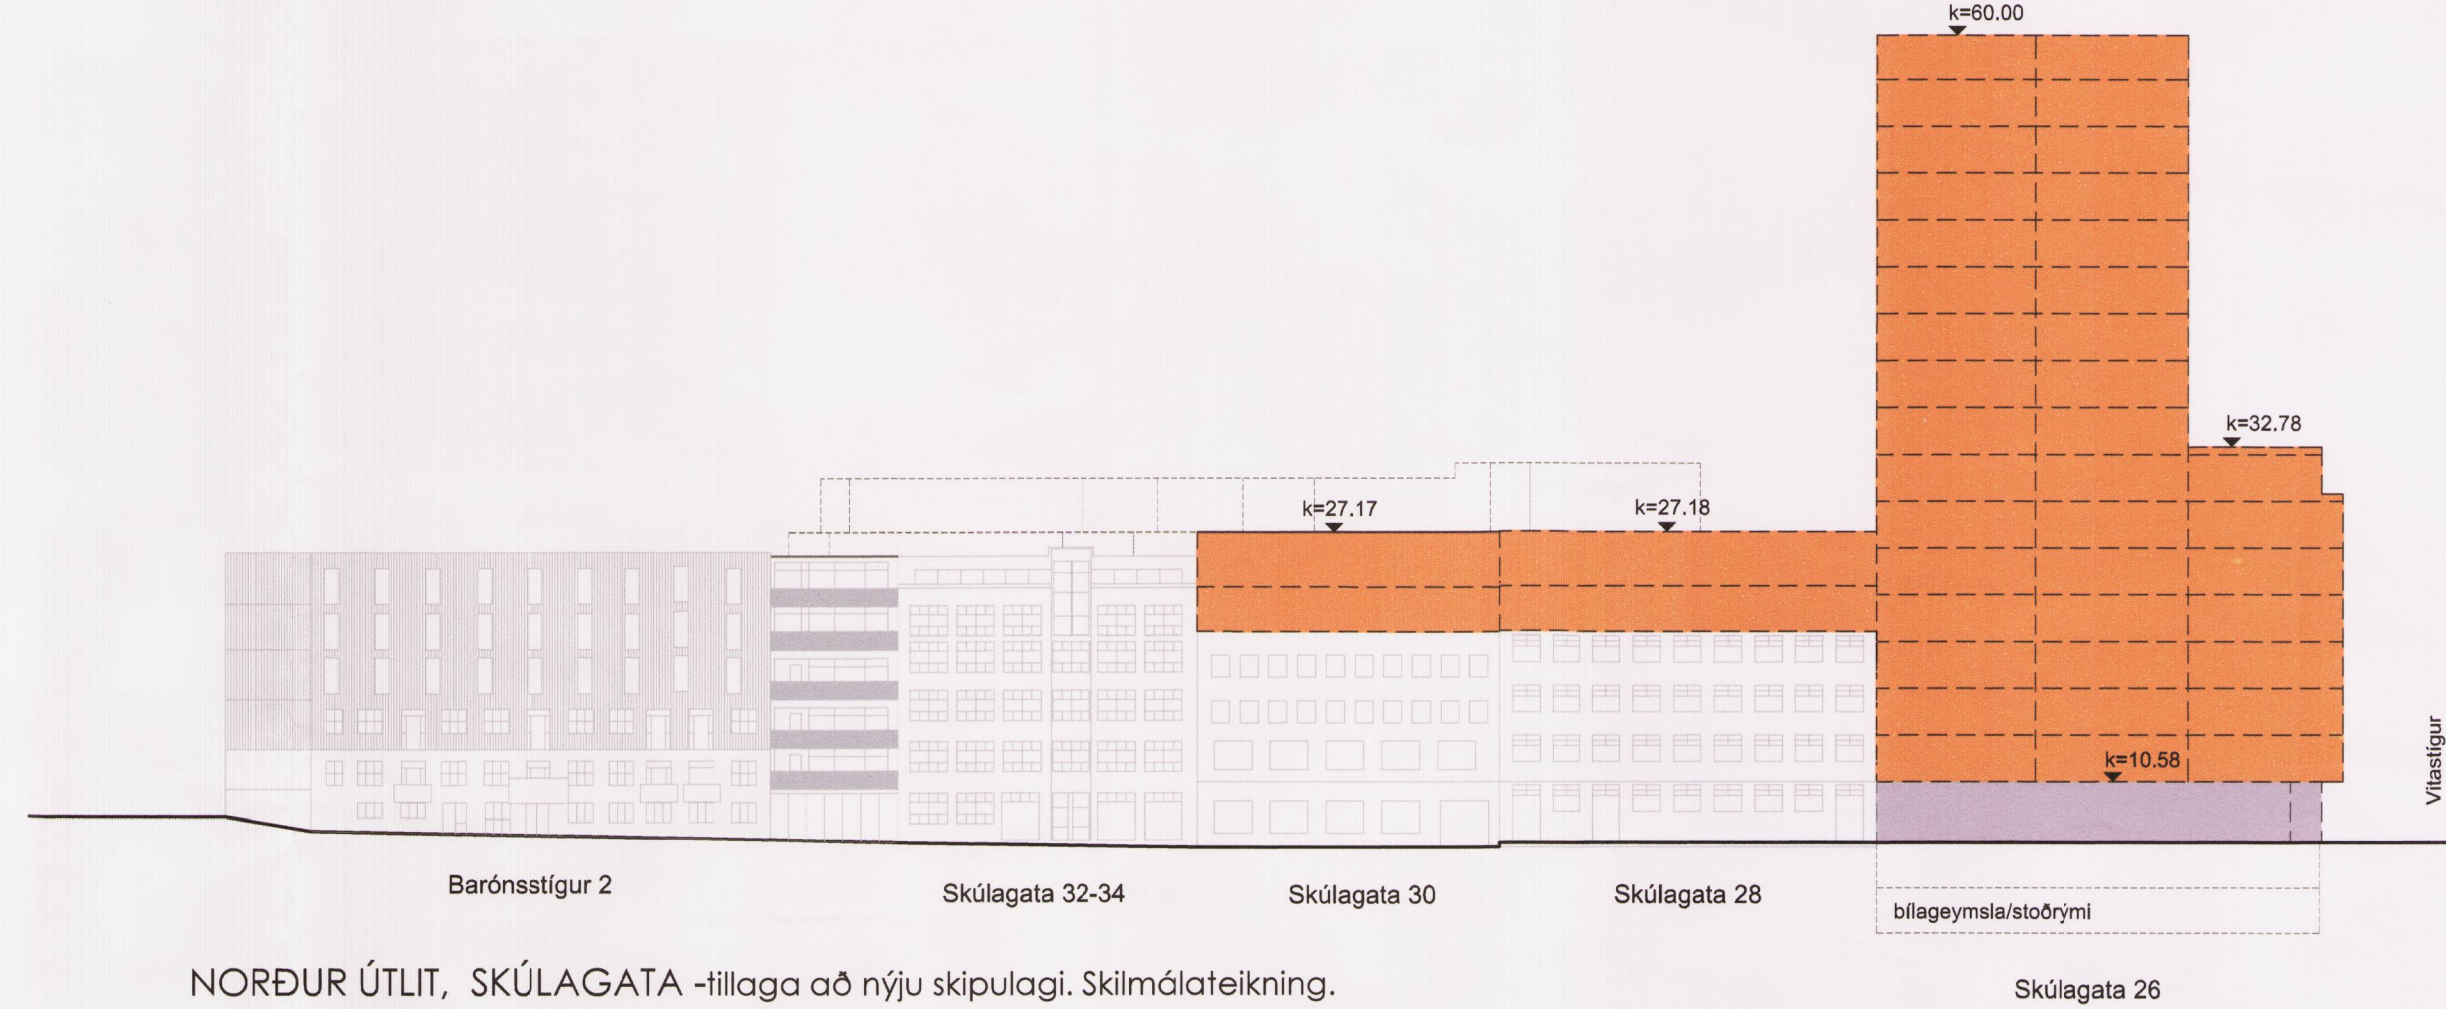 k=60.00
k=32.78
k=27.17
k=27.18
k=10.58
Vitastígur
Barónsstígur 2
Skúlagata 32-34
Skúlagata 30
Skúlagata 28
bílageymsla/stoðrými
NORÐUR ÚTLIT, SKÚLAGATA -tillaga að nýju skipulagi. Skilmálateikning.
Skúlagata 26